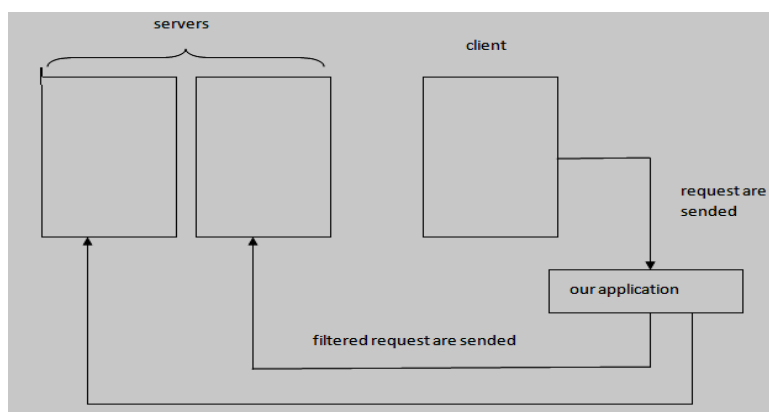 servers
client
request are
sended
our application
filtered request are sended